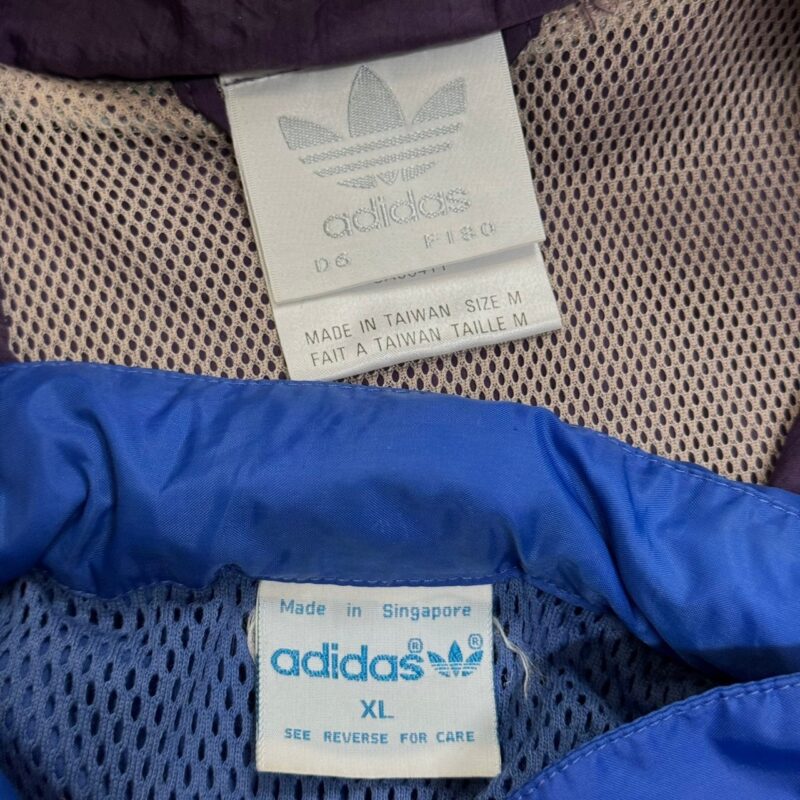 adidas
D6 F180
MADE IN TAIWAN SIZE M
FAIT A TAIWAN TAILLE M
Made in Singapore
adidas® ®
XL
SEE REVERSE FOR CARE